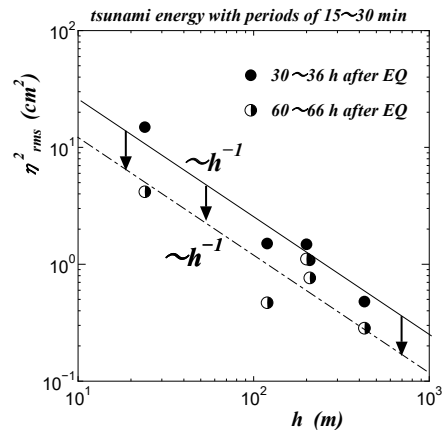 tsunami energy with periods of 15～30 min
10²
30～36 h after EQ
60～66 h after EQ
η²rms (cm²)
10¹
～h⁻¹
～h⁻¹
10⁰
10⁻¹
10¹ 10² 10³
h (m)